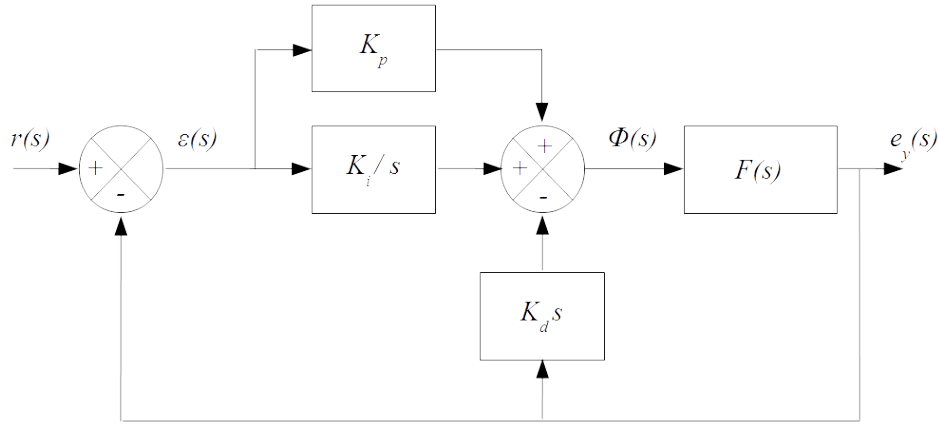 K_p
r(s)
ε(s)
Φ(s)
e_y(s)
+
-
K_i / s
+
+
-
F(s)
K_d s